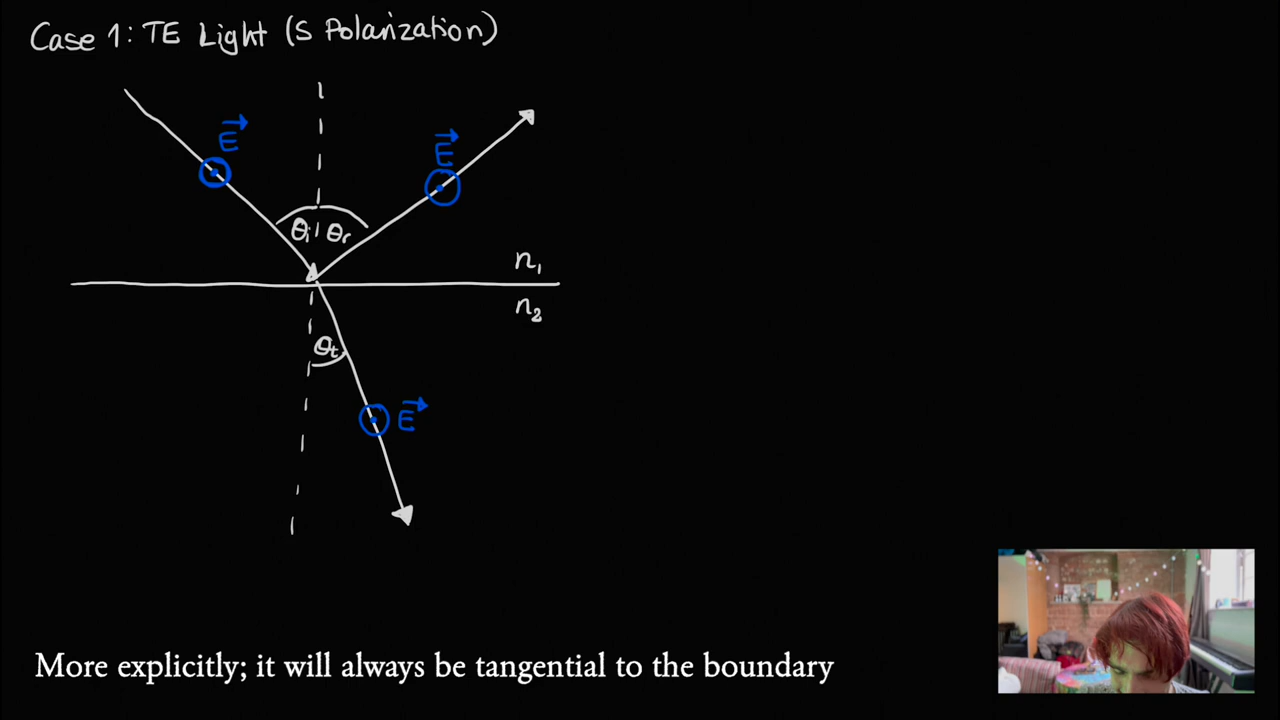 Case 1: TE Light (S Polarization)
E⃗
E⃗
θi
θr
n₁
n₂
θt
E⃗
More explicitly; it will always be tangential to the boundary